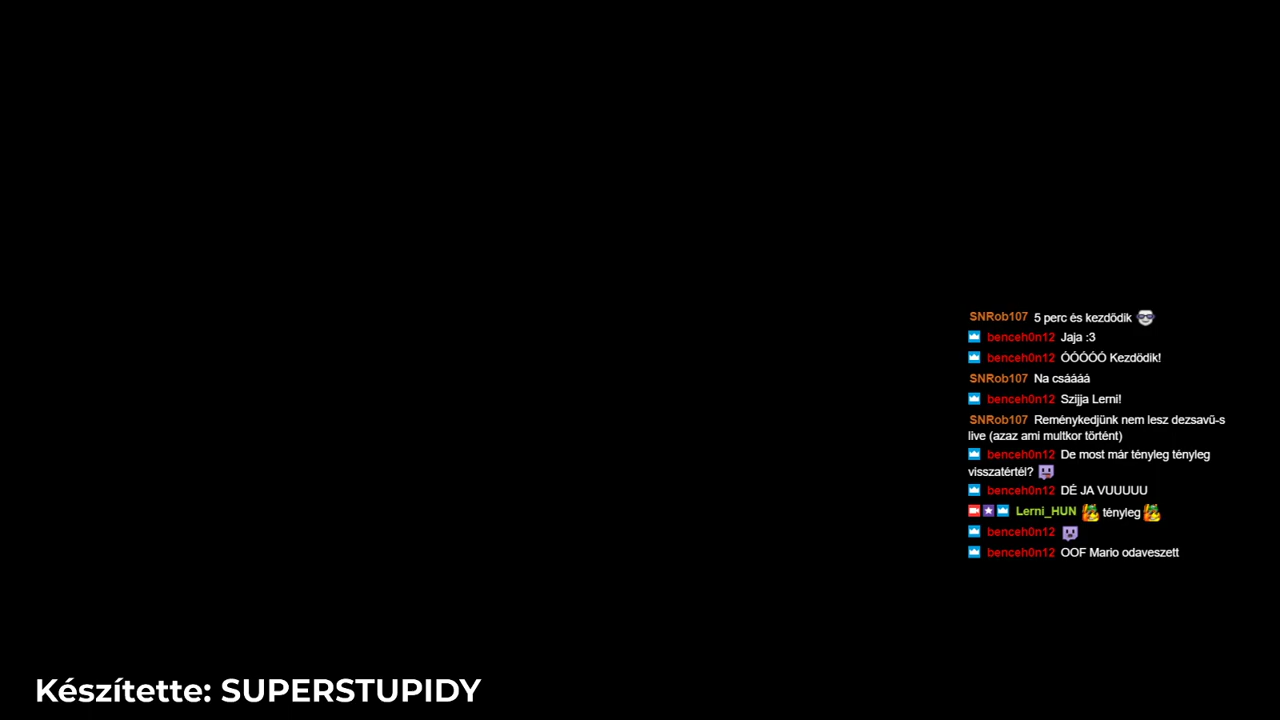 SNRob107 5 perc és kezdődik
benceh0n12 Jaja :3
benceh0n12 ÓÓÓÓÓ Kezdődik!
SNRob107 Na csáááá
benceh0n12 Szijja Lerni!
SNRob107 Reménykedjünk nem lesz dezsavű-s
live (azaz ami multkor történt)
benceh0n12 De most már tényleg tényleg
visszatértél?
benceh0n12 DÉ JA VUUUUU
Lerni_HUN tényleg
benceh0n12
benceh0n12 OOF Mario odaveszett
Készítette: SUPERSTUPIDY